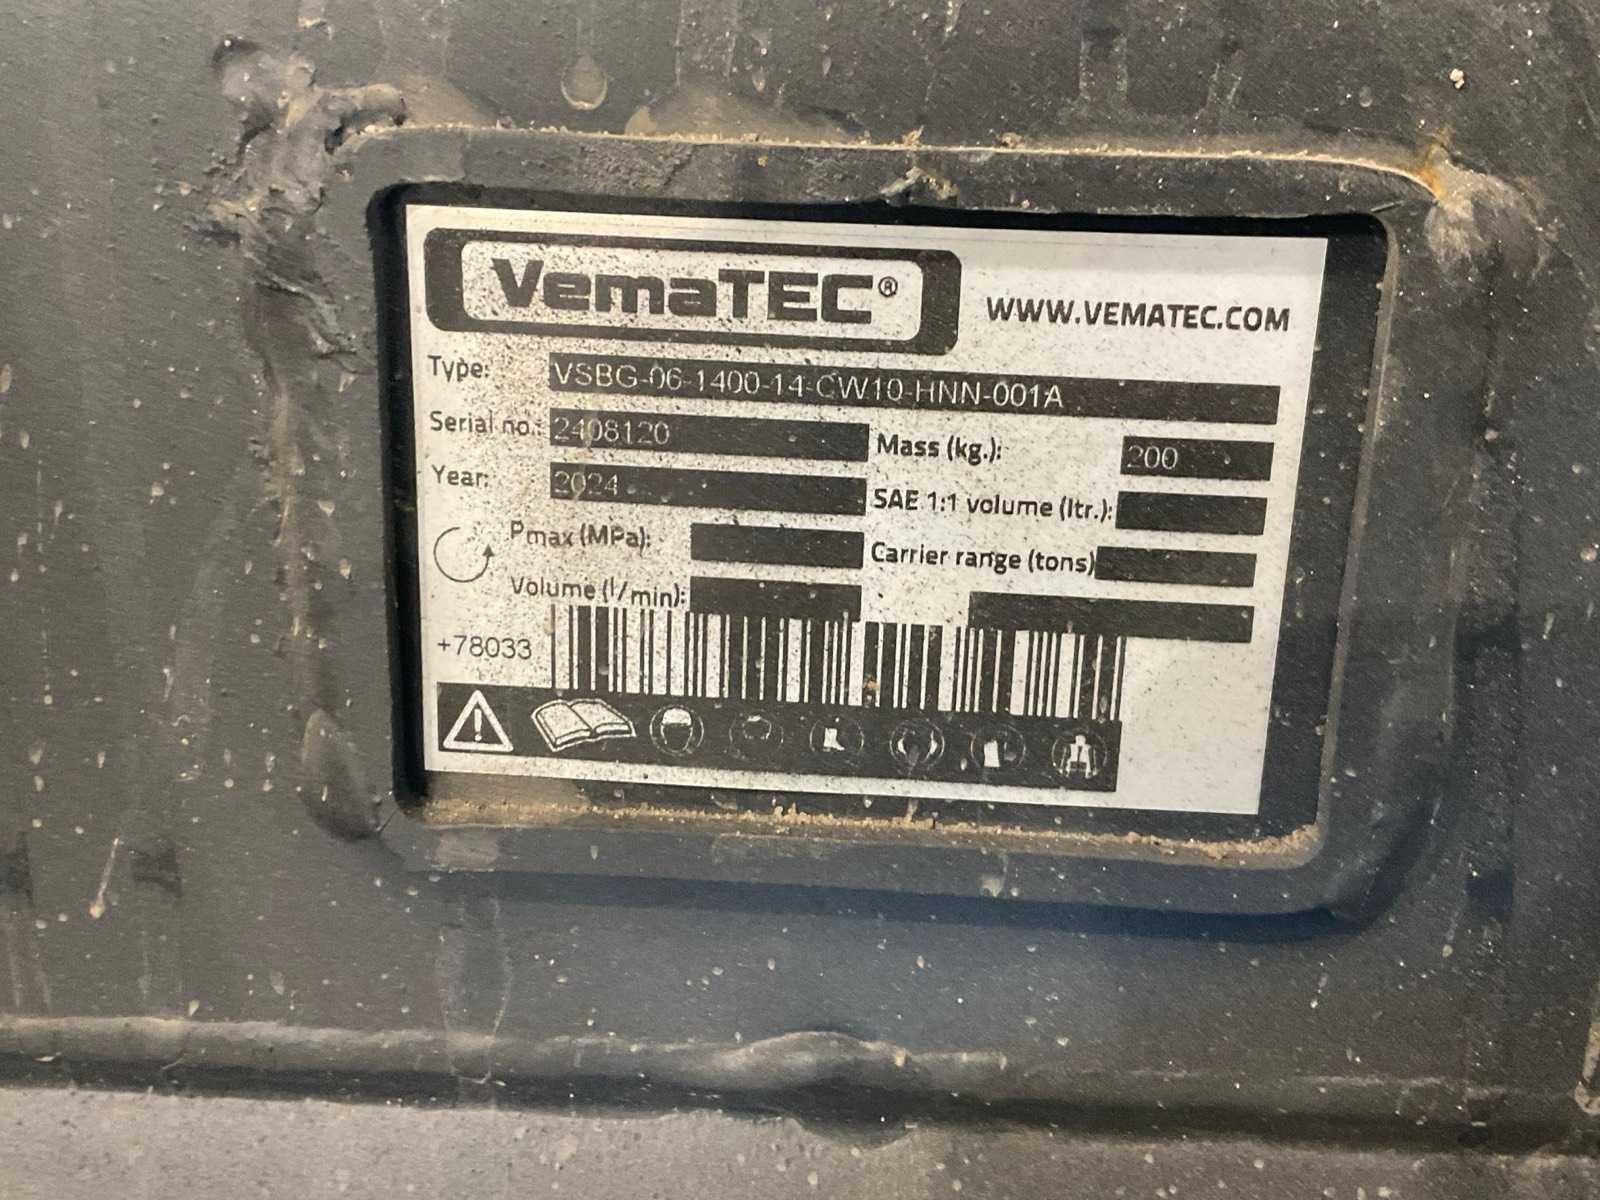 VemaTEC® WWW.VEMATEC.COM
Type: VSBG-06-1400-14-CW10-HNN-001A
Serial no.: 2408120 Mass (kg.): 200
Year: 2024 SAE 1:1 volume (ltr.):
Pmax (MPa): Carrier range (tons)
Volume (l/min):
+78033